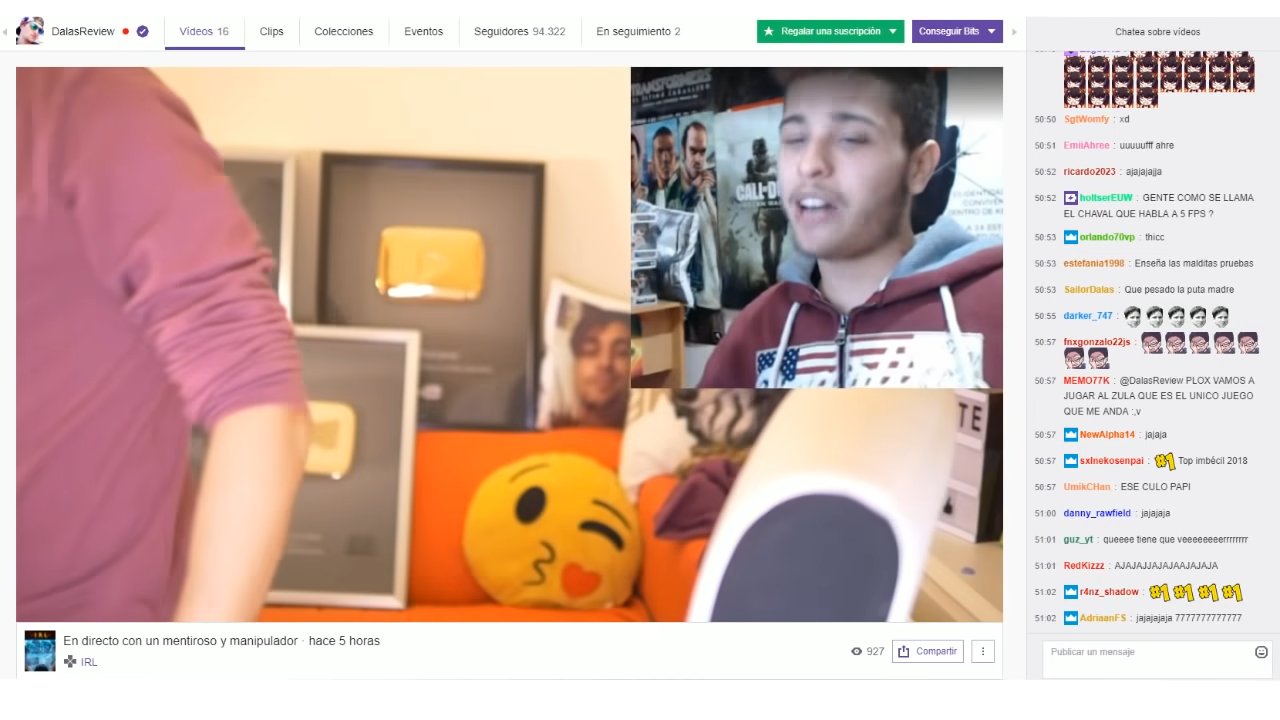 DalasReview
Vídeos 16
Clips
Colecciones
Eventos
Seguidores 94.322
En seguimiento 2
Regalar una suscripción
Conseguir Bits
Chatea sobre vídeos
TRANSFORMERS
CALL OF D
TE
50:50 SgtWomfy : xd
50:51 EmiiAhree : uuuuufff ahre
50:52 ricardo2023 : ajajajajja
50:52 holtserEUW : GENTE COMO SE LLAMA
EL CHAVAL QUE HABLA A 5 FPS ?
50:53 orlando70vp : thicc
50:53 estefania1998 : Enseña las malditas pruebas
50:53 SailorDalas : Que pesado la puta madre
50:55 darker_747 :
50:57 fnxgonzalo22js :
50:57 MEMO77K : @DalasReview PLOX VAMOS A
JUGAR AL ZULA QUE ES EL UNICO JUEGO
QUE ME ANDA :,v
50:57 NewAlpha14 : jajaja
50:57 sxlnekosenpai : #1 Top imbécil 2018
50:57 UmikCHan : ESE CULO PAPI
51:00 danny_rawfield : jajajaja
51:01 guz_yt : queeee tiene que veeeeeeeerrrrrrrr
51:01 RedKizzz : AJAJAJJAJAJAAJAJAJA
51:02 r4nz_shadow : #1 #1 #1 #1
51:02 AdriaanFS : jajajajaja 7777777777777
En directo con un mentiroso y manipulador · hace 5 horas
IRL
927
Compartir
Publicar un mensaje